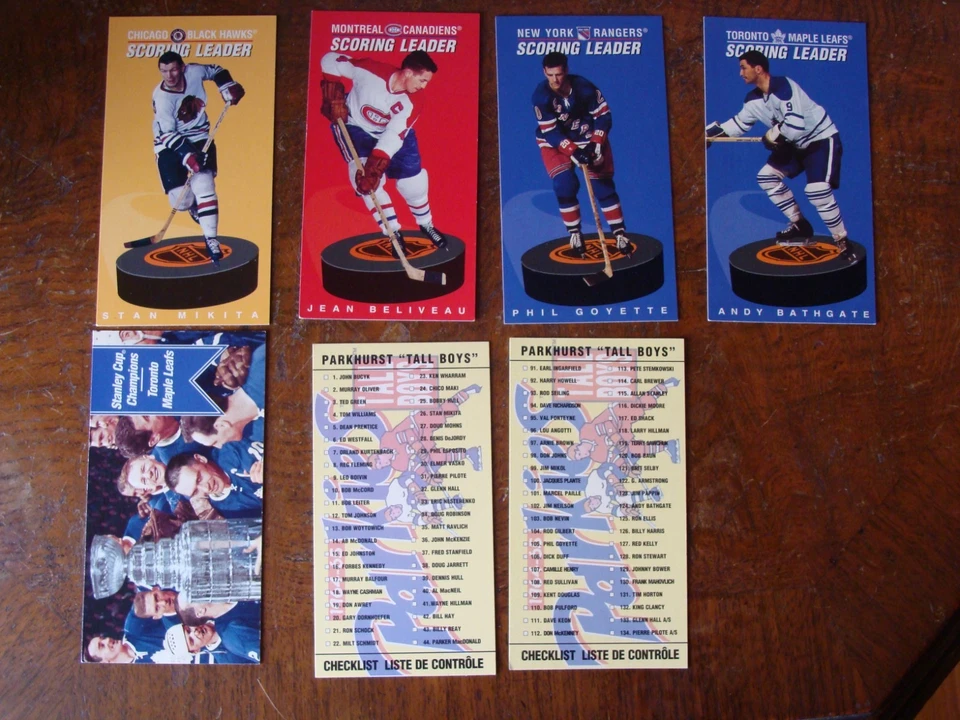 CHICAGO BLACK HAWKS®
SCORING LEADER
STAN MIKITA
MONTREAL CANADIENS®
SCORING LEADER
JEAN BELIVEAU
NEW YORK RANGERS®
SCORING LEADER
PHIL GOYETTE
TORONTO MAPLE LEAFS®
SCORING LEADER
9
ANDY BATHGATE
Stanley Cup
Champions
Toronto
Maple Leafs
PARKHURST "TALL BOYS"
1. JOHN BUCYK
2. MURRAY OLIVER
3. TED GREEN
4. TOM WILLIAMS
5. DEAN PRENTICE
6. ED WESTFALL
7. ORLAND KURTENBACH
8. REG FLEMING
9. LEO BOIVIN
10. BOB McCORD
11. BOB LEITER
12. TOM JOHNSON
13. BOB WOYTOWICH
14. AB McDONALD
15. ED JOHNSTON
16. FORBES KENNEDY
17. MURRAY BALFOUR
18. WAYNE CASHMAN
19. DON AWREY
20. GARY DORNHOEFER
21. RON SCHOCK
22. MILT SCHMIDT
23. KEN WHARRAM
24. CHICO MAKI
25. BOBBY HULL
26. STAN MIKITA
27. DOUG MOHNS
28. DENIS DeJORDY
29. PHIL ESPOSITO
30. ELMER VASKO
31. PIERRE PILOTE
32. GLENN HALL
33. ERIC NESTERENKO
34. DOUG ROBINSON
35. MATT RAVLICH
36. JOHN McKENZIE
37. FRED STANFIELD
38. DOUG JARRETT
39. DENNIS HULL
40. AL MacNEIL
41. WAYNE HILLMAN
42. BILL HAY
43. BILLY REAY
44. PARKER MacDONALD
CHECKLIST LISTE DE CONTRÔLE
PARKHURST "TALL BOYS"
91. EARL INGARFIELD
92. HARRY HOWELL
93. ROD SEILING
94. DAVE RICHARDSON
95. VAL FONTEYNE
96. LOU ANGOTTI
97. ARNIE BROWN
98. DON JOHNS
99. JIM MIKOL
100. JACQUES PLANTE
101. MARCEL PAILLE
102. JIM NEILSON
103. BOB NEVIN
104. ROD GILBERT
105. PHIL GOYETTE
106. DICK DUFF
107. CAMILLE HENRY
108. RED SULLIVAN
109. KENT DOUGLAS
110. BOB PULFORD
111. DAVE KEON
112. DON McKENNEY
113. PETE STEMKOWSKI
114. CARL BREWER
115. ALLAN STANLEY
116. DICKIE MOORE
117. ED SHACK
118. LARRY HILLMAN
119. TERRY SAWCHUK
120. BOB BAUN
121. BRIT SELBY
122. G. ARMSTRONG
123. JIM PAPPIN
124. ANDY BATHGATE
125. RON ELLIS
126. BILLY HARRIS
127. RED KELLY
128. RON STEWART
129. JOHNNY BOWER
130. FRANK MAHOVLICH
131. TIM HORTON
132. KING CLANCY
133. GLENN HALL A/S
134. PIERRE PILOTE A/S
CHECKLIST LISTE DE CONTRÔLE